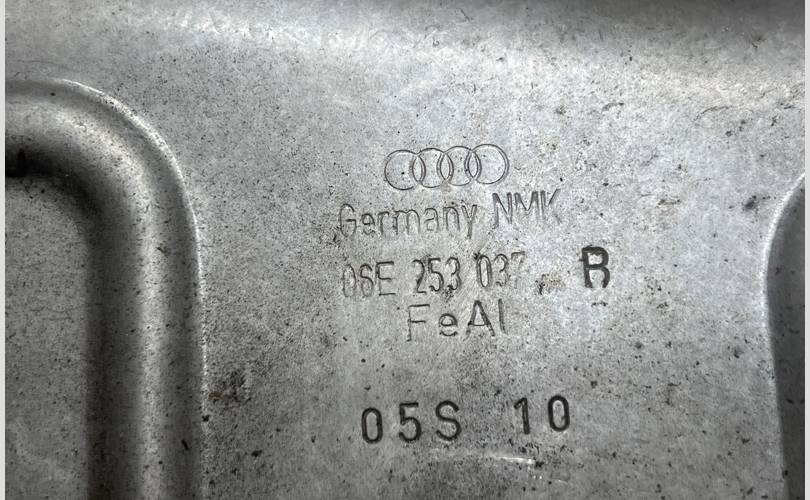 Germany NMK
06E 253 037 B
FeAl
05S 10